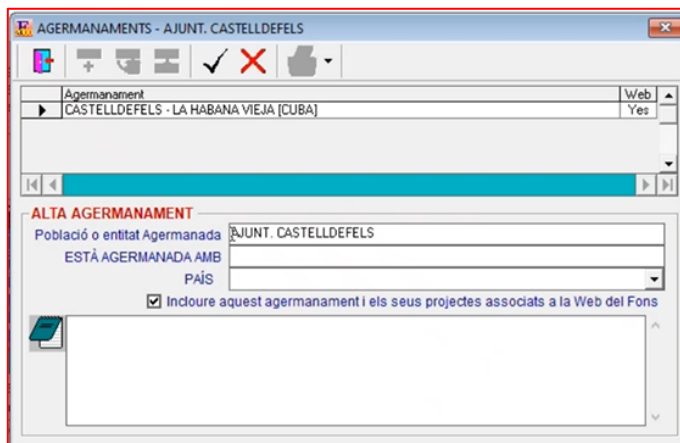 AGERMANAMENTS - AJUNT. CASTELLDEFELS
Agermanament Web
CASTELLDEFELS - LA HABANA VIEJA [CUBA] Yes
ALTA AGERMANAMENT
Població o entitat Agermanada AJUNT. CASTELLDEFELS
ESTÀ AGERMANADA AMB
PAÍS
Incloure aquest agermanament i els seus projectes associats a la Web del Fons